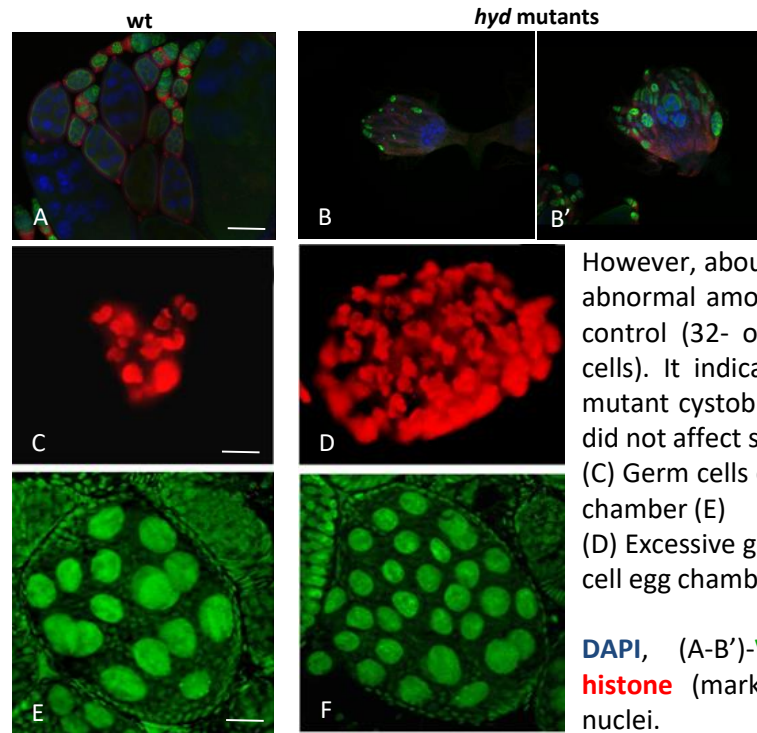 wt
hyd mutants
A
B
B'
C
D
E
F
However, abou
abnormal amo
control (32- o
cells). It indica
mutant cystob
did not affect s
(C) Germ cells
chamber (E)
(D) Excessive g
cell egg chamb
DAPI, (A-B')-
histone (mark
nuclei.